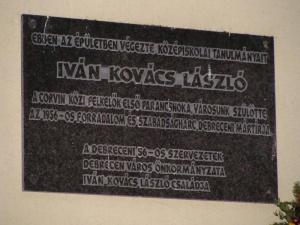 EBBEN AZ ÉPÜLETBEN VÉGEZTE KÖZÉPISKOLAI TANULMÁNYAIT
IVÁN KOVÁCS LÁSZLÓ
A CORVIN KÖZI FELKELŐK ELSŐ PARANCSNOKA, VÁROSUNK SZÜLÖTTE
AZ 1956-OS FORRADALOM ÉS SZABADSÁGHARC DEBRECENI MÁRTÍRJA.
A DEBRECENI 56-OS SZERVEZETEK
DEBRECEN VÁROS ÖNKORMÁNYZATA
IVÁN KOVÁCS LÁSZLÓ CSALÁDJA